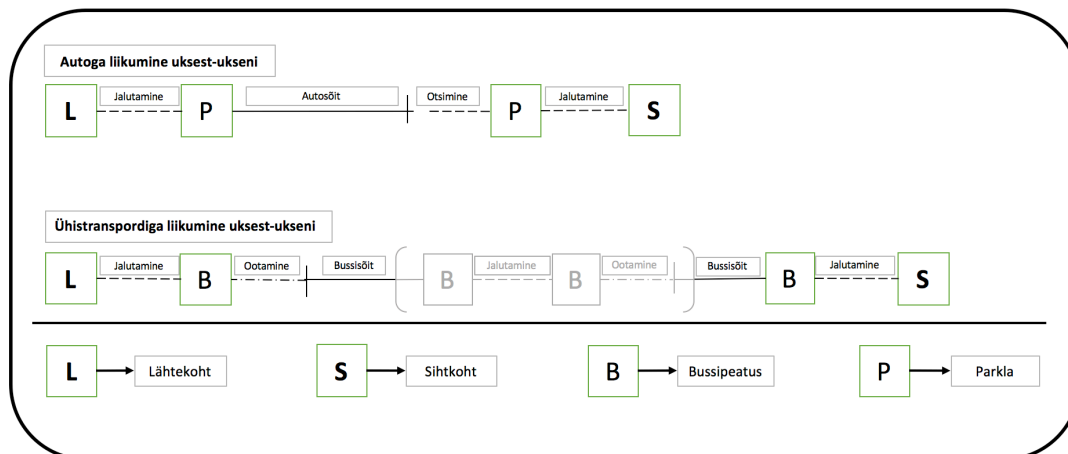 Autoga liikumine uksest-ukseni
L Jalutamine P Autosõit Otsimine P Jalutamine S
Ühistranspordiga liikumine uksest-ukseni
L Jalutamine B Ootamine Bussisõit B Jalutamine B Ootamine Bussisõit B Jalutamine S
L Lähtekoht S Sihtkoht B Bussipeatus P Parkla